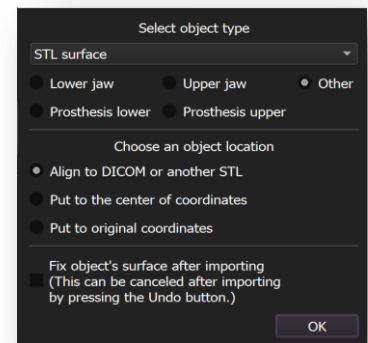 Select object type
STL surface
Lower jaw Upper jaw Other
Prosthesis lower Prosthesis upper
Choose an object location
Align to DICOM or another STL
Put to the center of coordinates
Put to original coordinates
Fix object's surface after importing
(This can be canceled after importing
by pressing the Undo button.)
OK